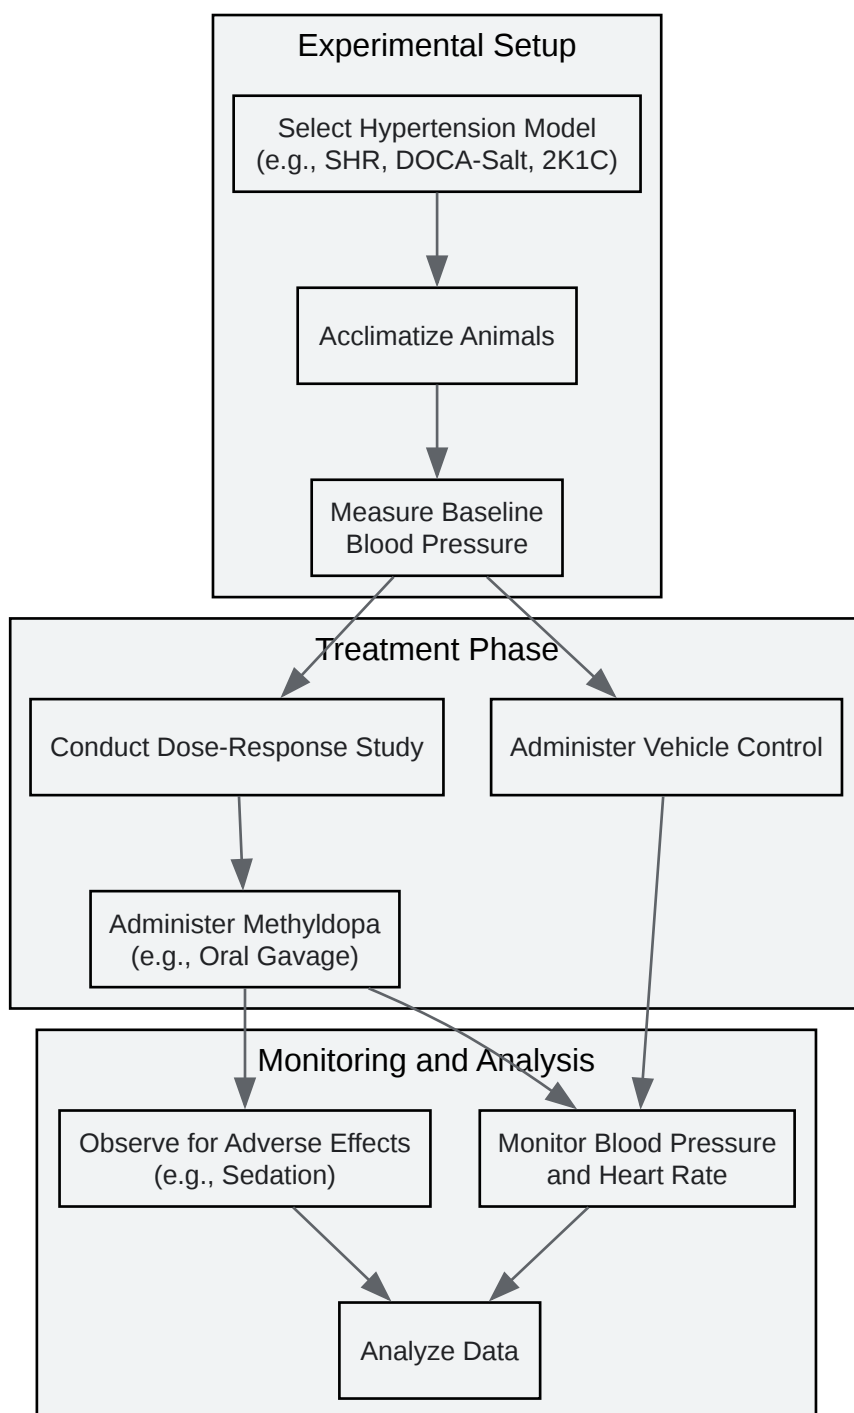 Experimental Setup
Select Hypertension Model
(e.g., SHR, DOCA-Salt, 2K1C)
Acclimatize Animals
Measure Baseline
Blood Pressure
Treatment Phase
Conduct Dose-Response Study
Administer Vehicle Control
Administer Methyldopa
(e.g., Oral Gavage)
Monitoring and Analysis
Observe for Adverse Effects
(e.g., Sedation)
Monitor Blood Pressure
and Heart Rate
Analyze Data